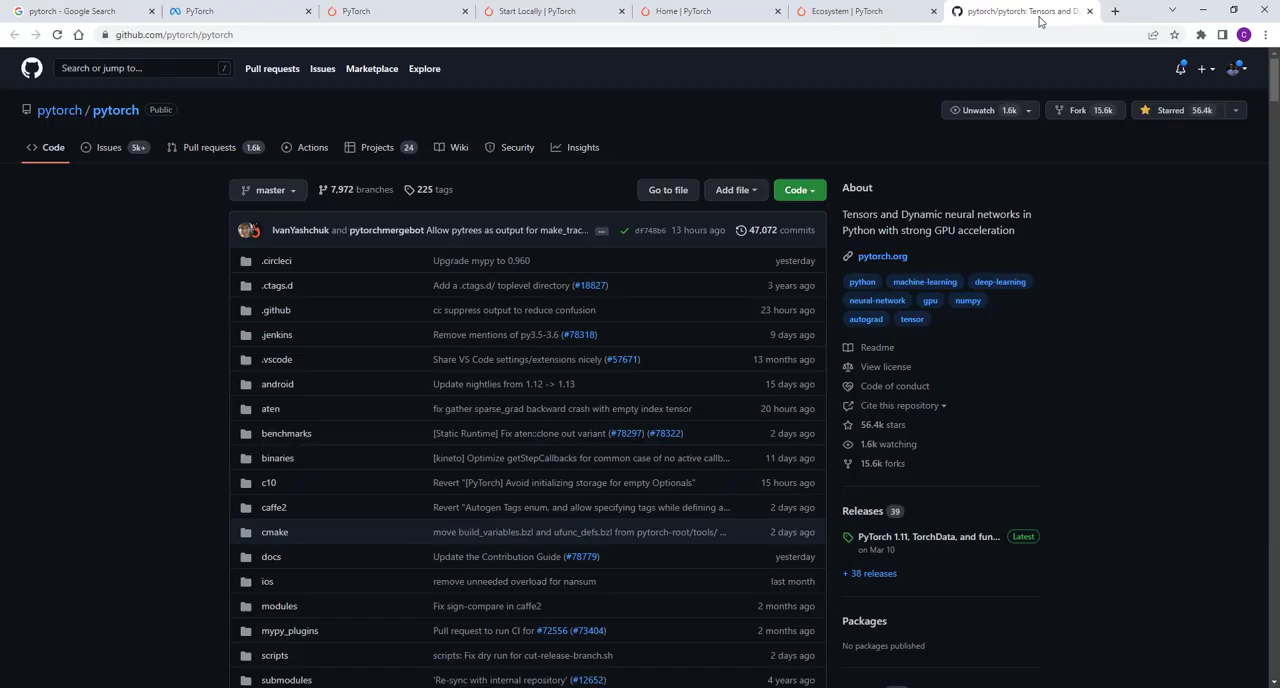 pytorch - Google Search
PyTorch
PyTorch
Start Locally | PyTorch
Home | PyTorch
Ecosystem | PyTorch
pytorch/pytorch: Tensors and D
github.com/pytorch/pytorch
C
Search or jump to...
/
Pull requests
Issues
Marketplace
Explore
pytorch / pytorch
Public
Unwatch 1.6k
Fork 15.6k
Starred 56.4k
Code
Issues 5k+
Pull requests 1.6k
Actions
Projects 24
Wiki
Security
Insights
master
7,972 branches
225 tags
Go to file
Add file
Code
IvanYashchuk and pytorchmergebot Allow pytrees as output for make_trac... df748b6 13 hours ago 47,072 commits
.circleci Upgrade mypy to 0.960 yesterday
.ctags.d Add a .ctags.d/ toplevel directory (#18827) 3 years ago
.github ci: suppress output to reduce confusion 23 hours ago
.jenkins Remove mentions of py3.5-3.6 (#78318) 9 days ago
.vscode Share VS Code settings/extensions nicely (#57671) 13 months ago
android Update nightlies from 1.12 -> 1.13 15 days ago
aten fix gather sparse_grad backward crash with empty index tensor 20 hours ago
benchmarks [Static Runtime] Fix aten::clone out variant (#78297) (#78322) 2 days ago
binaries [kineto] Optimize getStepCallbacks for common case of no active callb... 11 days ago
c10 Revert "[PyTorch] Avoid initializing storage for empty Optionals" 15 hours ago
caffe2 Revert "Autogen Tags enum, and allow specifying tags while defining a... 2 days ago
cmake move build_variables.bzl and ufunc_defs.bzl from pytorch-root/tools/ ... 2 days ago
docs Update the Contribution Guide (#78779) yesterday
ios remove unneeded overload for nansum last month
modules Fix sign-compare in caffe2 2 months ago
mypy_plugins Pull request to run CI for #72556 (#73404) 2 months ago
scripts scripts: Fix dry run for cut-release-branch.sh 2 days ago
submodules 'Re-sync with internal repository' (#12652) 4 years ago
About
Tensors and Dynamic neural networks in
Python with strong GPU acceleration
pytorch.org
python machine-learning deep-learning
neural-network gpu numpy
autograd tensor
Readme
View license
Code of conduct
Cite this repository
56.4k stars
1.6k watching
15.6k forks
Releases 39
PyTorch 1.11, TorchData, and fun... Latest
on Mar 10
+ 38 releases
Packages
No packages published